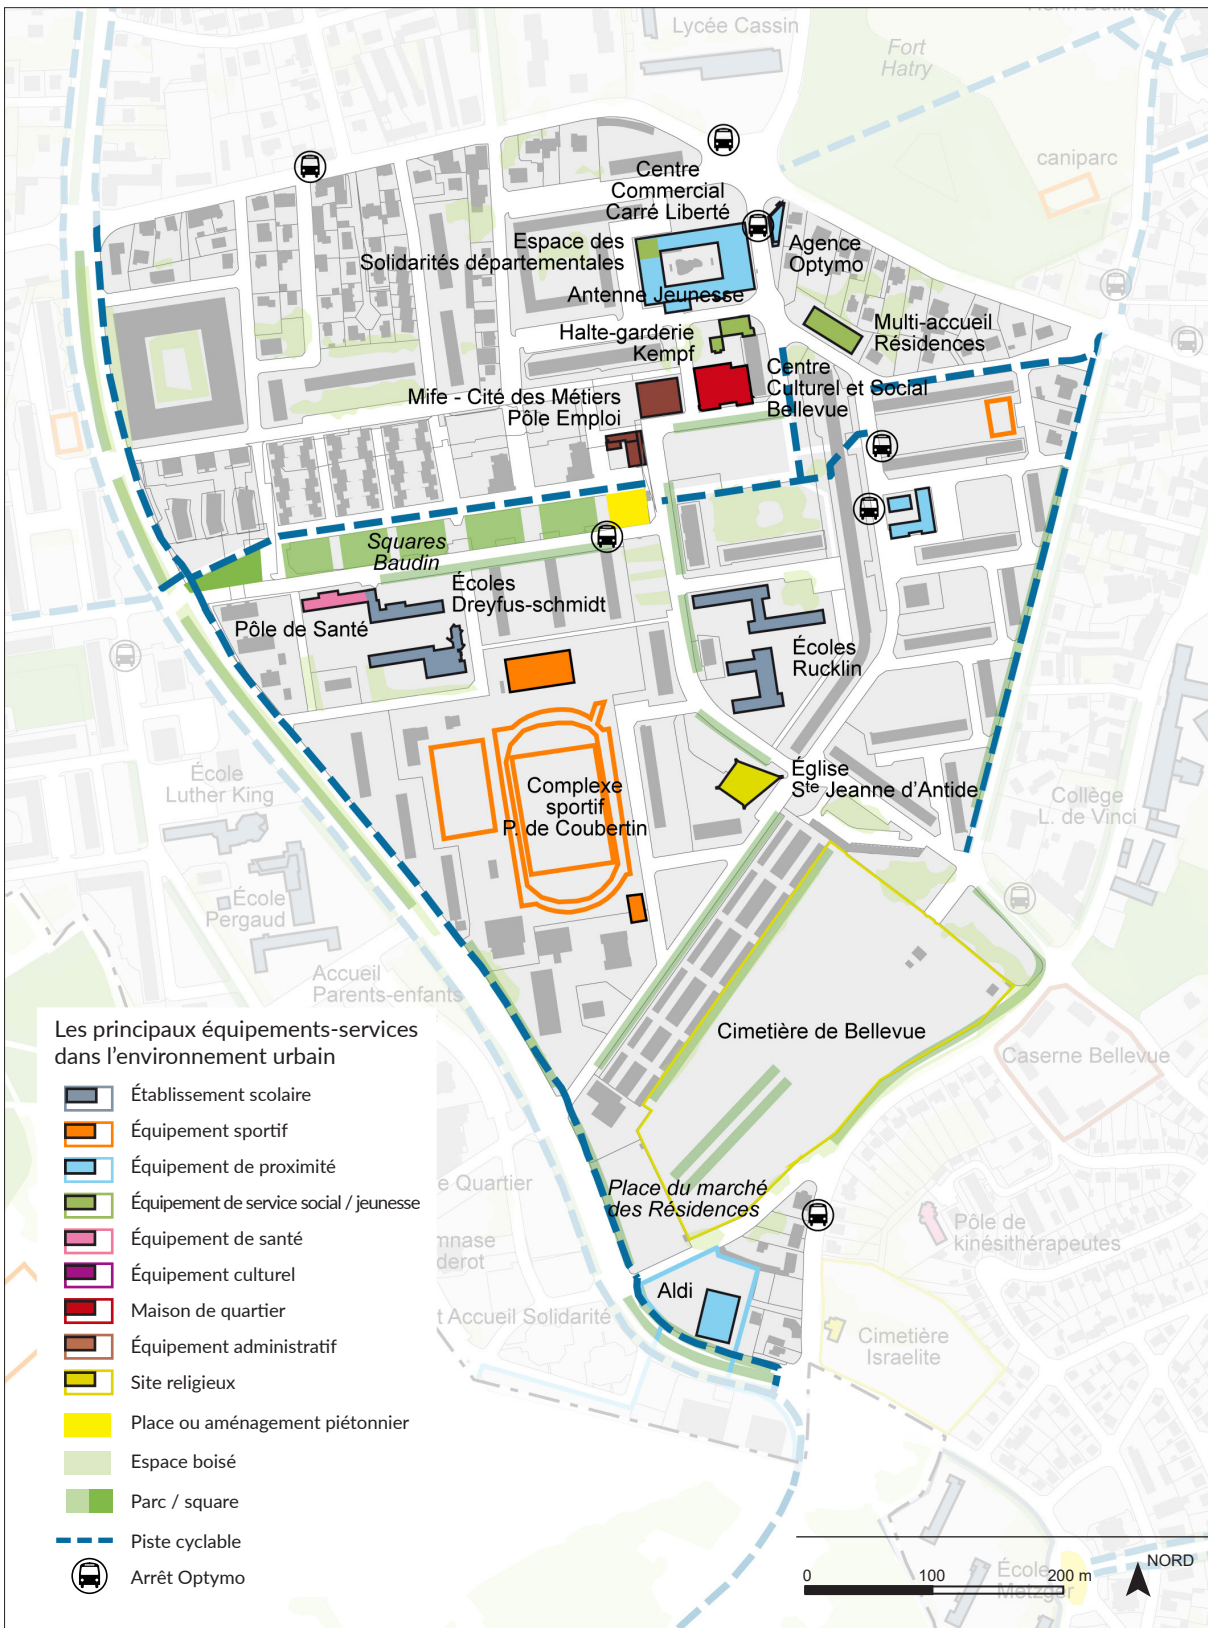 Lycée Cassin
Fort
Hatry
caniparc
Centre
Commercial
Carré Liberté
Espace des
Solidarités départementales
Agence
Optymo
Antenne Jeunesse
Halte-garderie
Kempf
Multi-accueil
Résidences
Centre
Culturel et Social
Bellevue
Mife - Cité des Métiers
Pôle Emploi
Squares
Baudin
Écoles
Dreyfus-schmidt
Pôle de Santé
Écoles
Rucklin
École
Luther King
Complexe
sportif
P. de Coubertin
Église
Ste Jeanne d'Antide
Collège
L. de Vinci
École
Pergaud
Accueil
Parents-enfants
Cimetière de Bellevue
Caserne Bellevue
Place du marché
des Résidences
e Quartier
mnase
derot
Pôle de
kinésithérapeutes
Aldi
t Accueil Solidarité
Cimetière
Israelite
École
Metzger
Les principaux équipements-services
dans l'environnement urbain
Établissement scolaire
Équipement sportif
Équipement de proximité
Équipement de service social / jeunesse
Équipement de santé
Équipement culturel
Maison de quartier
Équipement administratif
Site religieux
Place ou aménagement piétonnier
Espace boisé
Parc / square
Piste cyclable
Arrêt Optymo
0 100 200 m
NORD